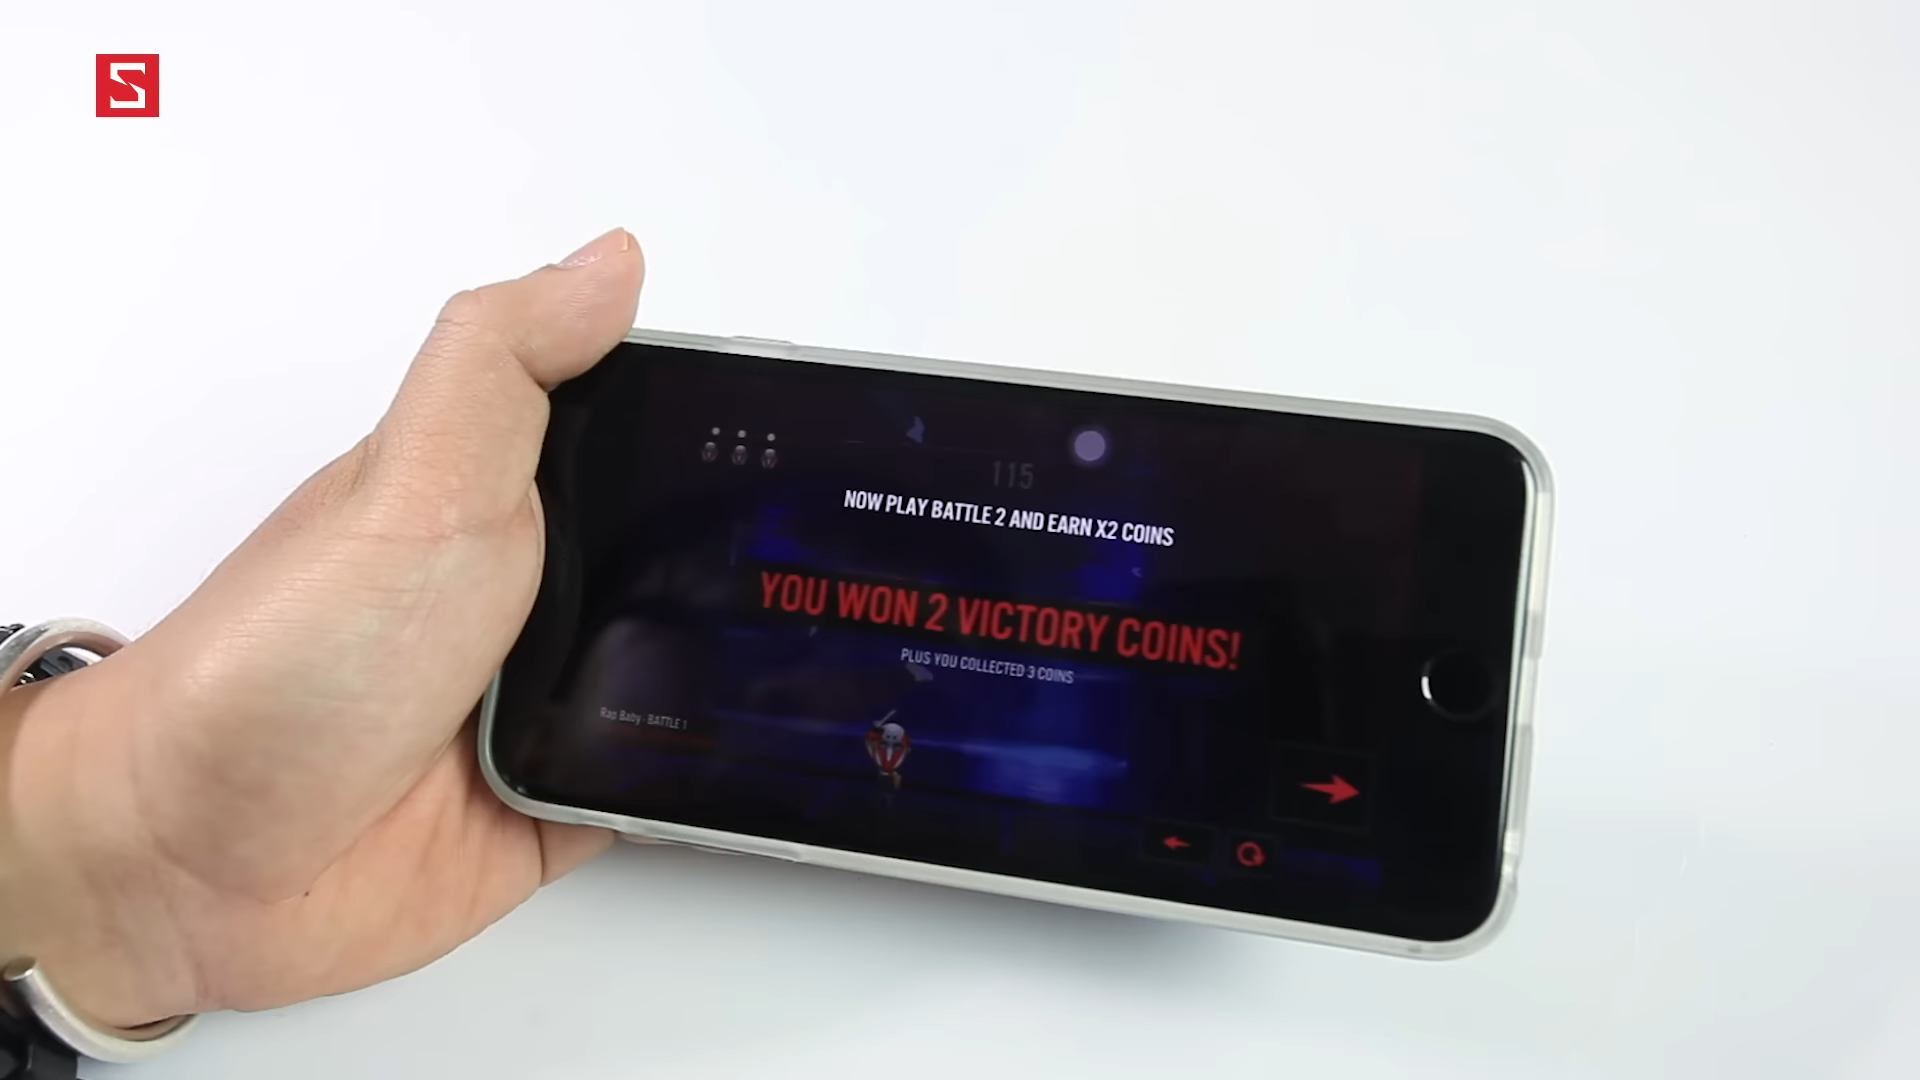 S
115
NOW PLAY BATTLE 2 AND EARN X2 COINS
YOU WON 2 VICTORY COINS!
PLUS YOU COLLECTED 3 COINS
Rap Baby - BATTLE 1